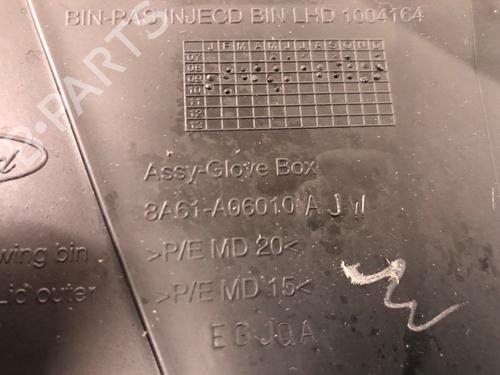 BIN-PAS INJECD BIN LHD 1004164
J F M A M J J A S O N D
07
08
09
10
11
12
13
Assy-Glove Box
8A61-A06010 A J W
wing bin >P/E MD 20<
Lid outer >P/E MD 15<
E G J Q A
B-PARTS